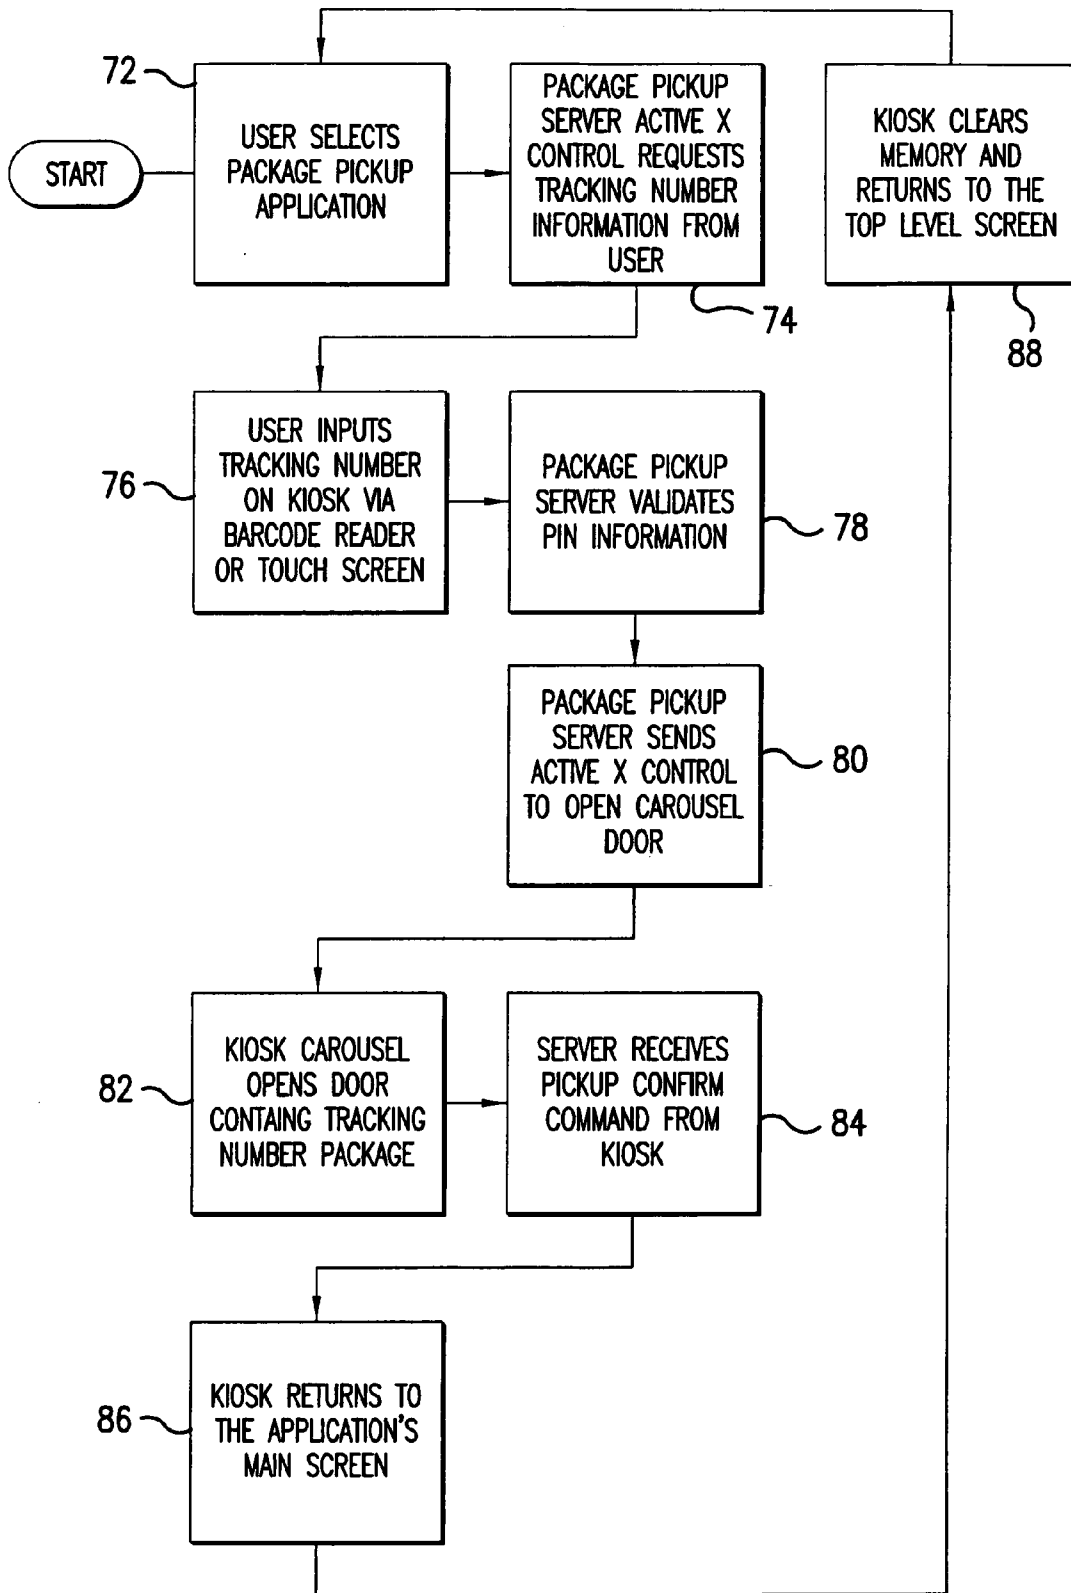 START
72
USER SELECTS
PACKAGE PICKUP
APPLICATION
PACKAGE PICKUP
SERVER ACTIVE X
CONTROL REQUESTS
TRACKING NUMBER
INFORMATION FROM
USER
74
KIOSK CLEARS
MEMORY AND
RETURNS TO THE
TOP LEVEL SCREEN
88
76
USER INPUTS
TRACKING NUMBER
ON KIOSK VIA
BARCODE READER
OR TOUCH SCREEN
PACKAGE PICKUP
SERVER VALIDATES
PIN INFORMATION
78
PACKAGE PICKUP
SERVER SENDS
ACTIVE X CONTROL
TO OPEN CAROUSEL
DOOR
80
82
KIOSK CAROUSEL
OPENS DOOR
CONTAING TRACKING
NUMBER PACKAGE
SERVER RECEIVES
PICKUP CONFIRM
COMMAND FROM
KIOSK
84
86
KIOSK RETURNS TO
THE APPLICATION'S
MAIN SCREEN